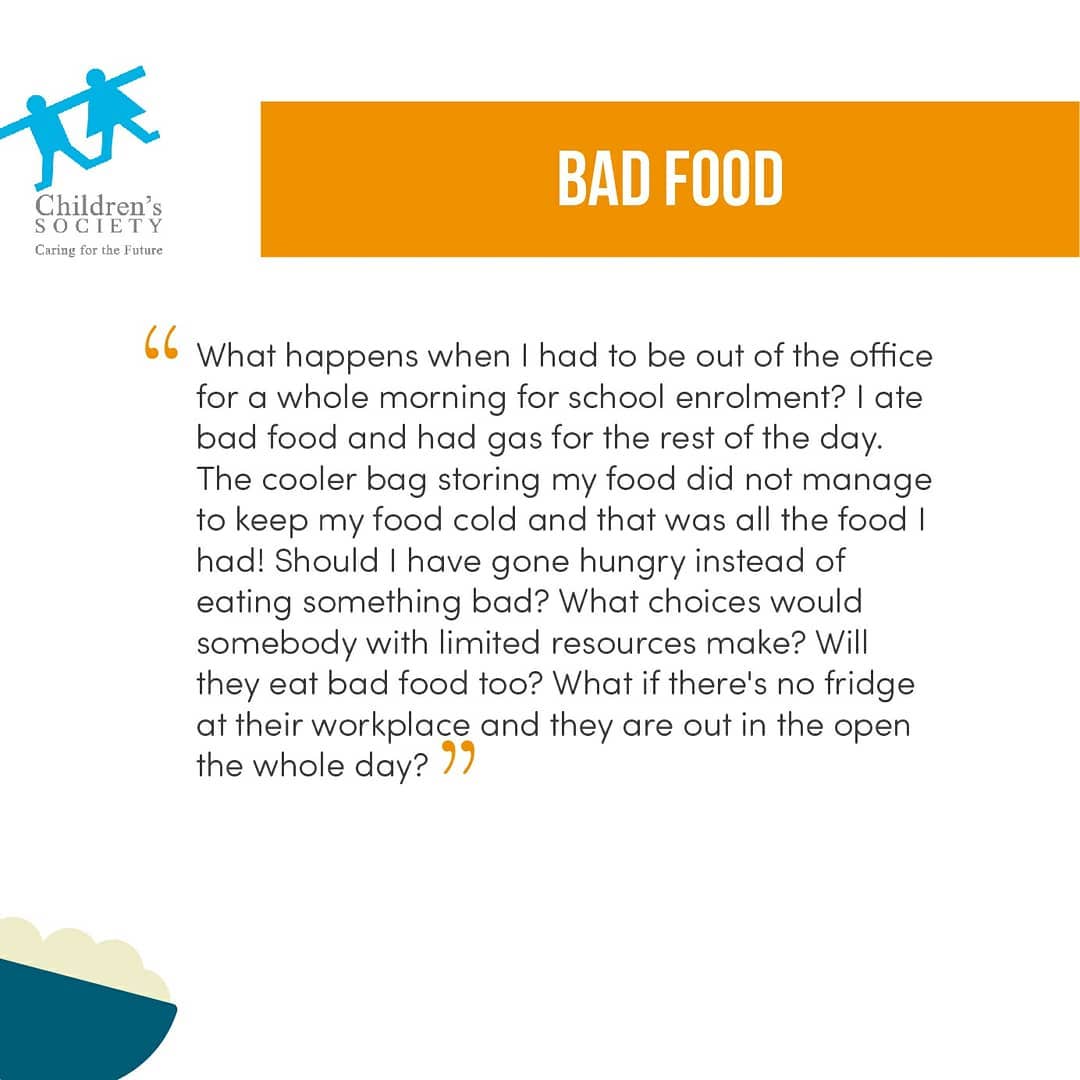 Children's
SOCIETY
Caring for the Future
BAD FOOD
“ What happens when I had to be out of the office
for a whole morning for school enrolment? I ate
bad food and had gas for the rest of the day.
The cooler bag storing my food did not manage
to keep my food cold and that was all the food I
had! Should I have gone hungry instead of
eating something bad? What choices would
somebody with limited resources make? Will
they eat bad food too? What if there's no fridge
at their workplace and they are out in the open
the whole day? ”